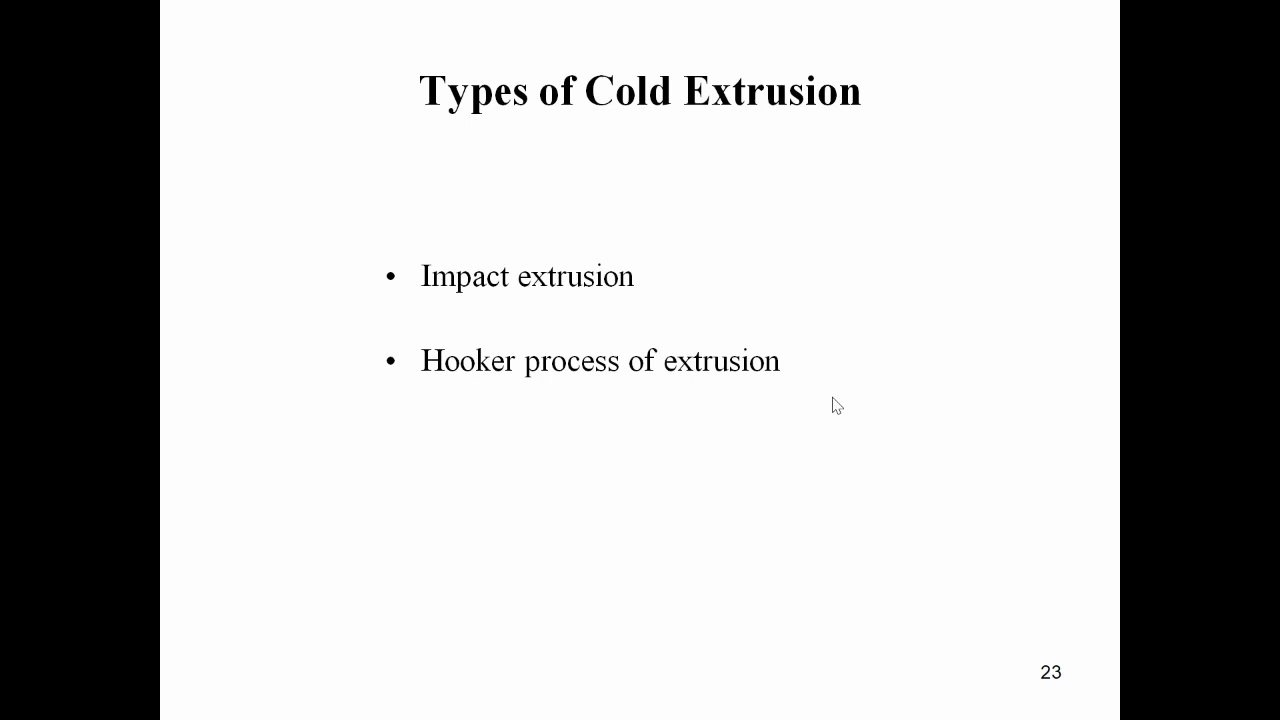 Types of Cold Extrusion
• Impact extrusion
• Hooker process of extrusion
23